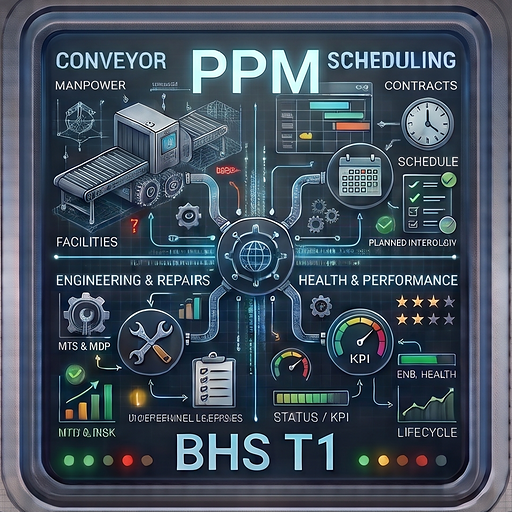 CONVEYOR
PPM
SCHEDULING
MANPOWER
CONTRACTS
SCHEDULE
FACILITIES
PLANNED
ENGINEERING & REPAIRS
HEALTH & PERFORMANCE
MTS & MDP
KPI
ENB. HEALTH
STATUS / KPI
LIFECYCLE
BHS T1